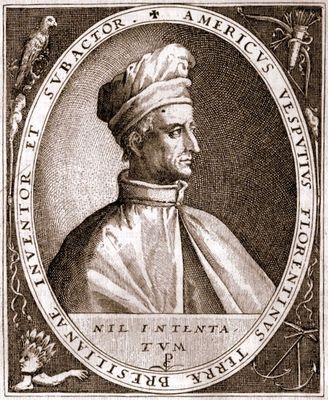 ✠ AMERICVS VESPVTIVS FLORENTINVS TERRÆ BRESILIANÆ INVENTOR ET SVBACTOR .
NIL INTENTA.
TVM